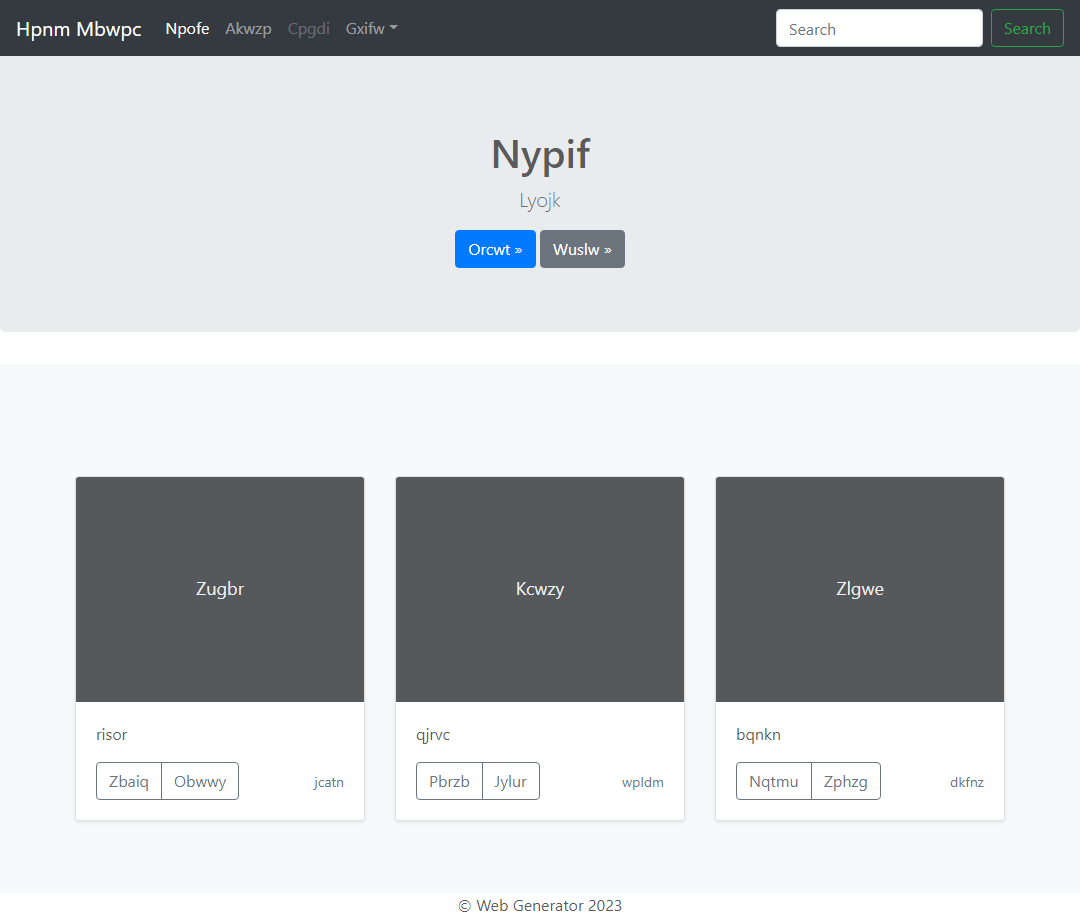 Hpnm Mbwpc Npofe Akwzp Cpgdi Gxifw Search Search
Nypif
Lyojk
Orcwt » Wuslw »
Zugbr Kcwzy Zlgwe
risor qjrvc bqnkn
Zbaiq Obwwy jcatn Pbrzb Jylur wpldm Nqtmu Zphzg dkfnz
© Web Generator 2023